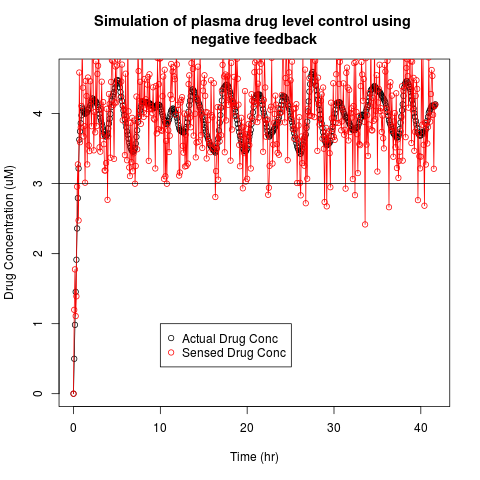 Simulation of plasma drug level control using
negative feedback
Drug Concentration (uM)
4
3
2
1
0
Actual Drug Conc
Sensed Drug Conc
0 10 20 30 40
Time (hr)